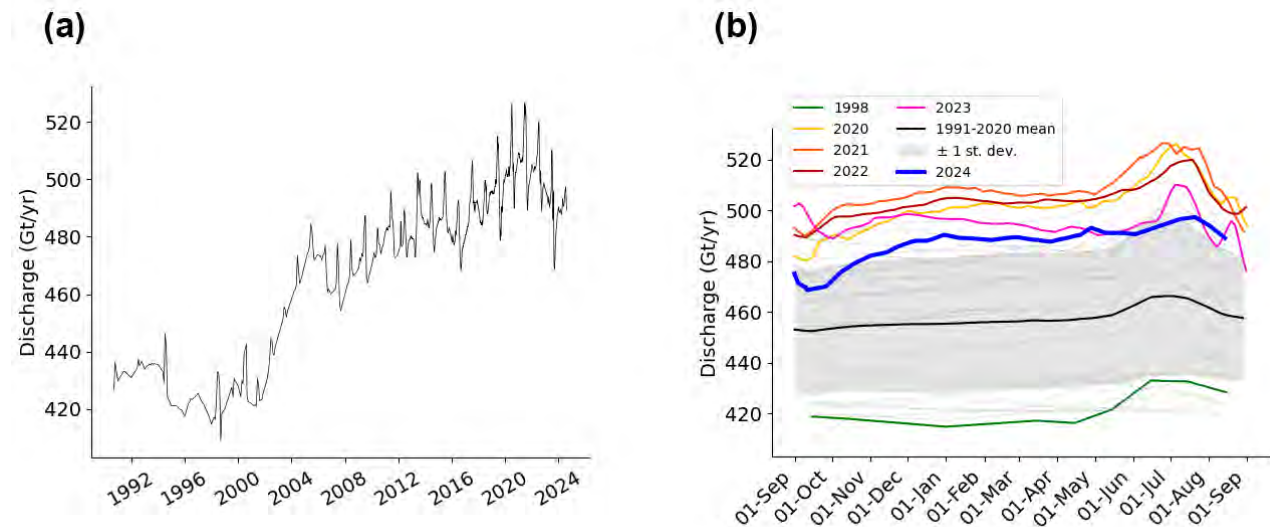 (a)
Discharge (Gt/yr)
520
500
480
460
440
420
1992
1996
2000
2004
2008
2012
2016
2020
2024
(b)
1998
2020
2021
2022
2023
1991-2020 mean
± 1 st. dev.
2024
Discharge (Gt/yr)
520
500
480
460
440
420
01-Sep
01-Oct
01-Nov
01-Dec
01-Jan
01-Feb
01-Mar
01-Apr
01-May
01-Jun
01-Jul
01-Aug
01-Sep